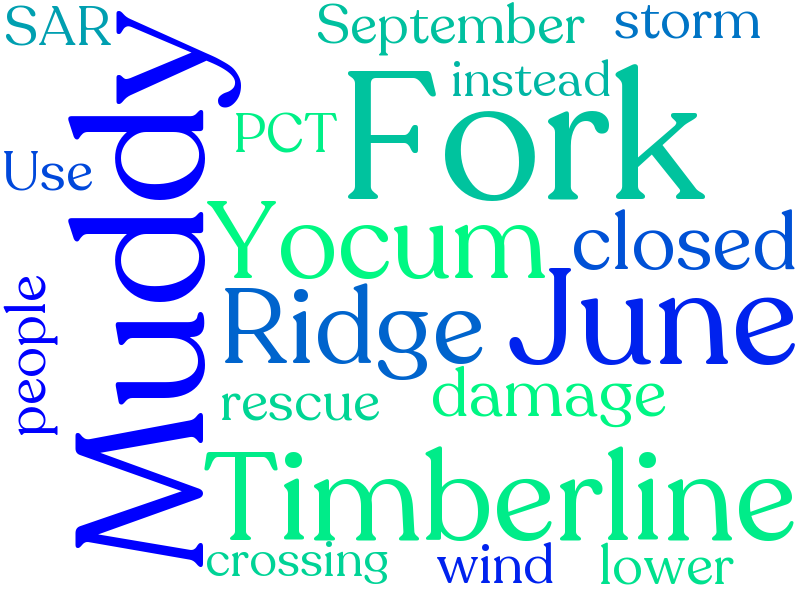 SAR
September
storm
instead
Muddy
Fork
PCT
Use
Yocum
closed
June
Ridge
people
damage
rescue
Timberline
crossing
wind
lower